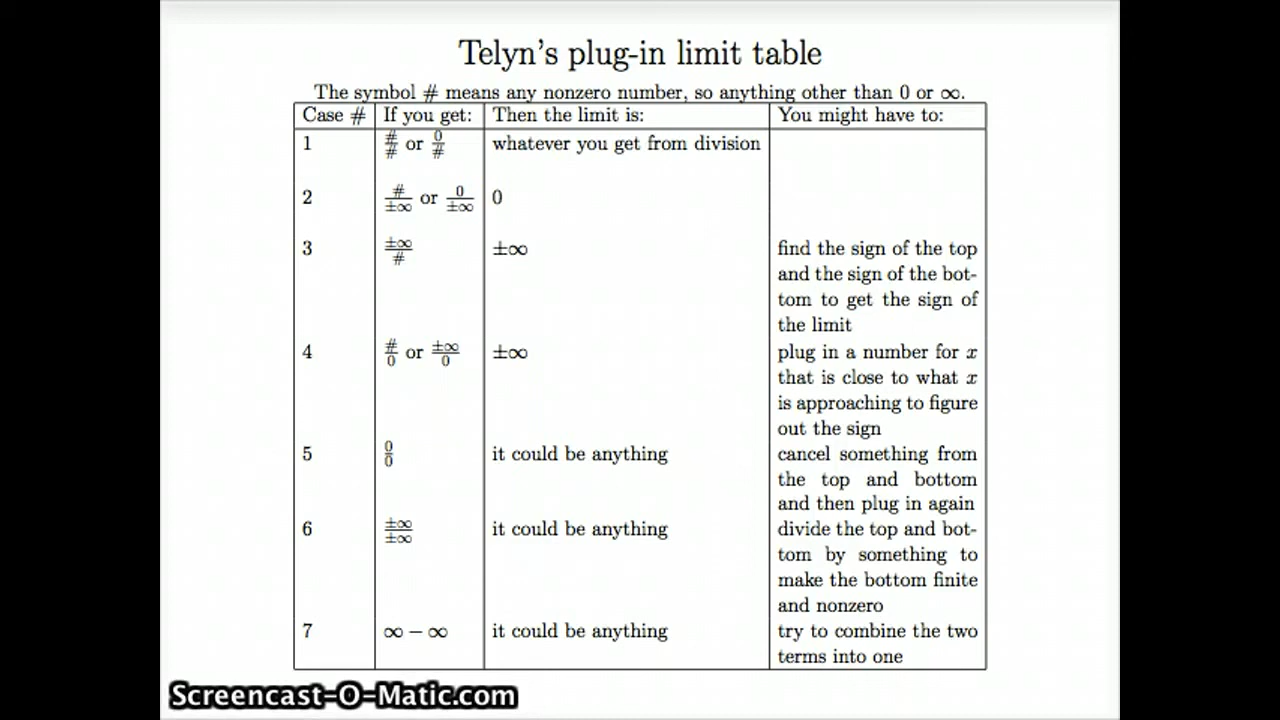 Telyn's plug-in limit table
The symbol # means any nonzero number, so anything other than 0 or ∞.
Case # If you get: Then the limit is: You might have to:
1 #/# or 0/# whatever you get from division
2 #/±∞ or 0/±∞ 0
3 ±∞/# ±∞ find the sign of the top
and the sign of the bot-
tom to get the sign of
the limit
4 #/0 or ±∞/0 ±∞ plug in a number for x
that is close to what x
is approaching to figure
out the sign
5 0/0 it could be anything cancel something from
the top and bottom
and then plug in again
6 ±∞/±∞ it could be anything divide the top and bot-
tom by something to
make the bottom finite
and nonzero
7 ∞ − ∞ it could be anything try to combine the two
terms into one
Screencast-O-Matic.com